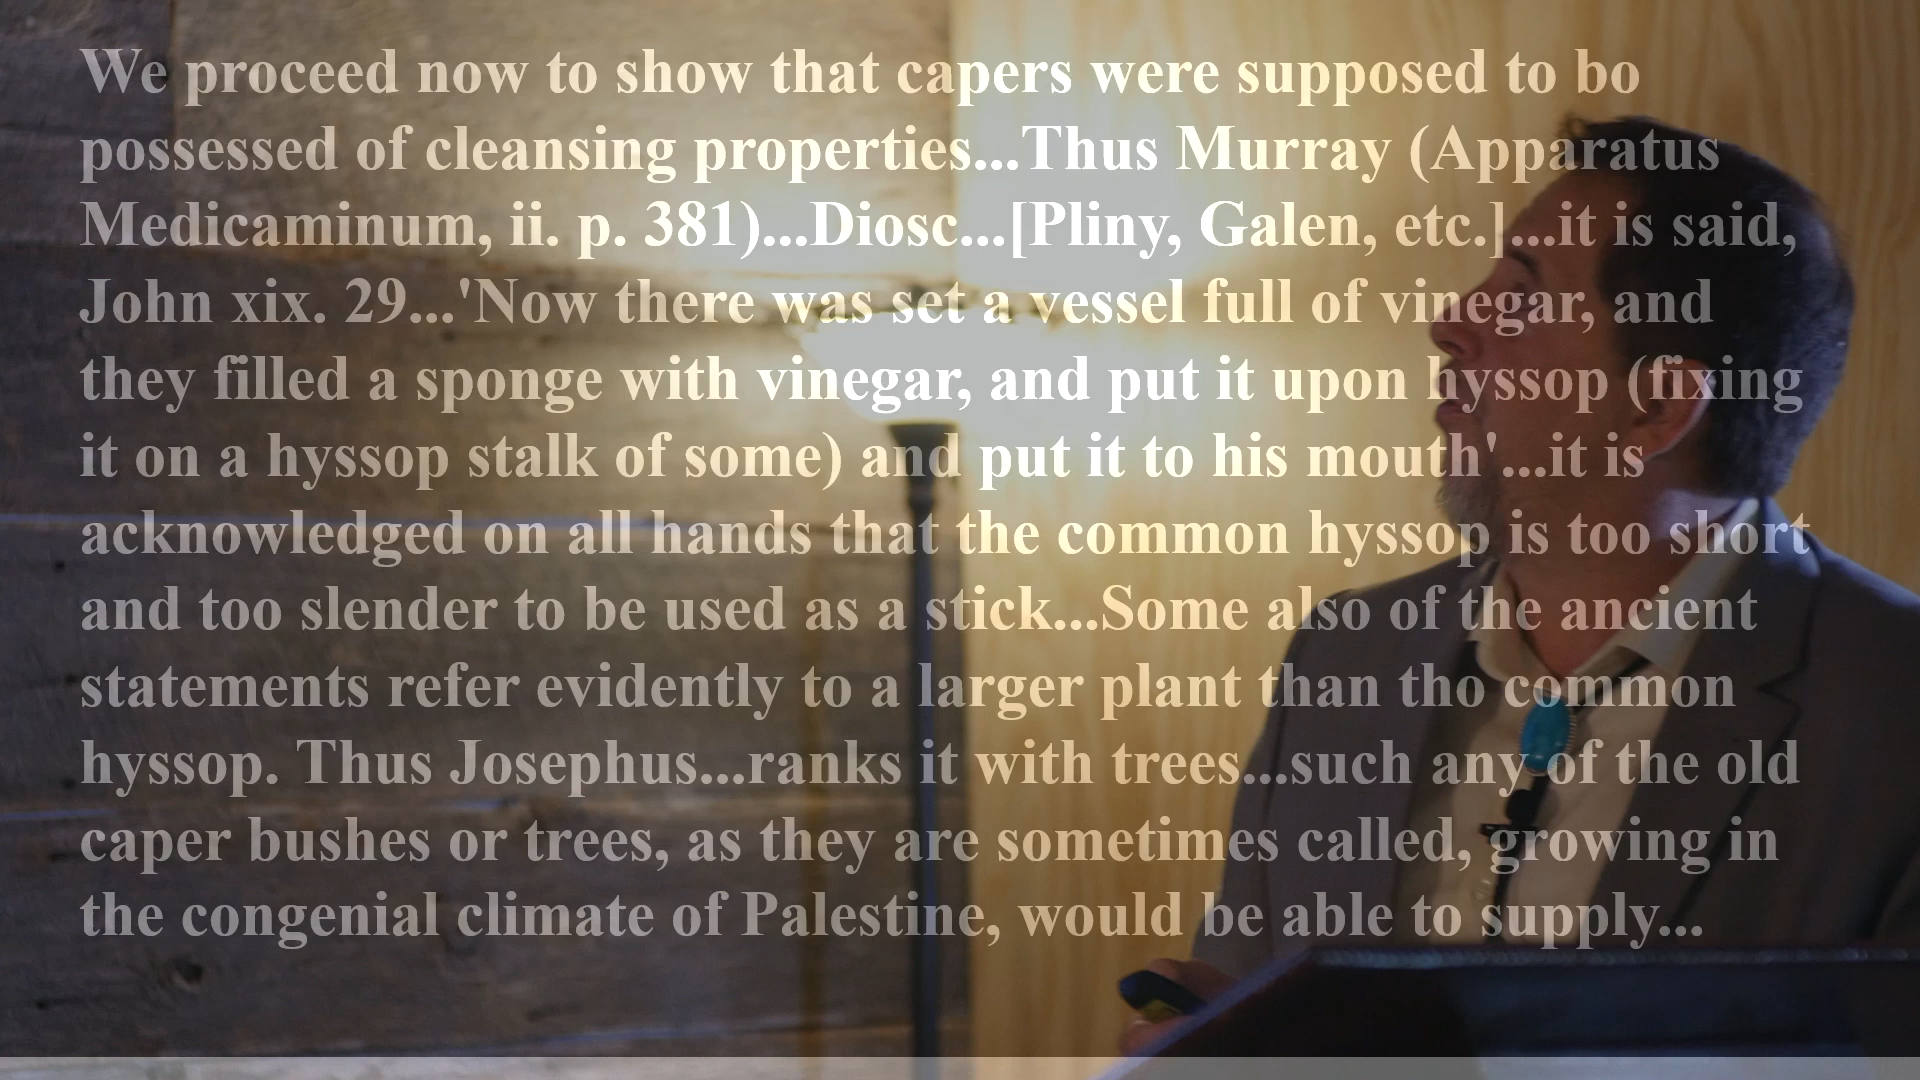 We proceed now to show that capers were supposed to bo
possessed of cleansing properties...Thus Murray (Apparatus
Medicaminum, ii. p. 381)...Diosc...[Pliny, Galen, etc.]...it is said,
John xix. 29...'Now there was set a vessel full of vinegar, and
they filled a sponge with vinegar, and put it upon hyssop (fixing
it on a hyssop stalk of some) and put it to his mouth'...it is
acknowledged on all hands that the common hyssop is too short
and too slender to be used as a stick...Some also of the ancient
statements refer evidently to a larger plant than tho common
hyssop. Thus Josephus...ranks it with trees...such any of the old
caper bushes or trees, as they are sometimes called, growing in
the congenial climate of Palestine, would be able to supply...